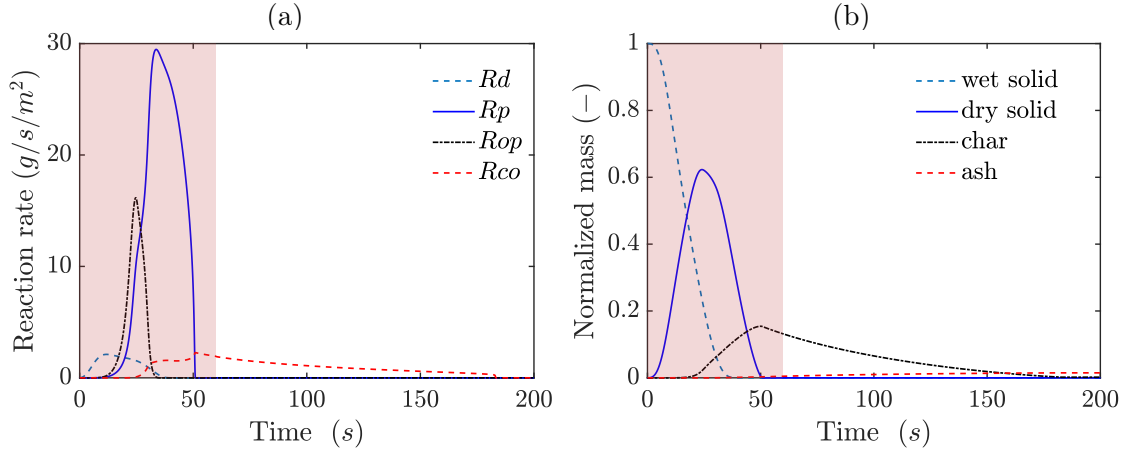 (a)
Reaction rate (g/s/m²)
30
20
10
0
0
50
100
150
200
Time (s)
Rd
Rp
Rop
Rco
(b)
Normalized mass (−)
1
0.8
0.6
0.4
0.2
0
0
50
100
150
200
Time (s)
wet solid
dry solid
char
ash